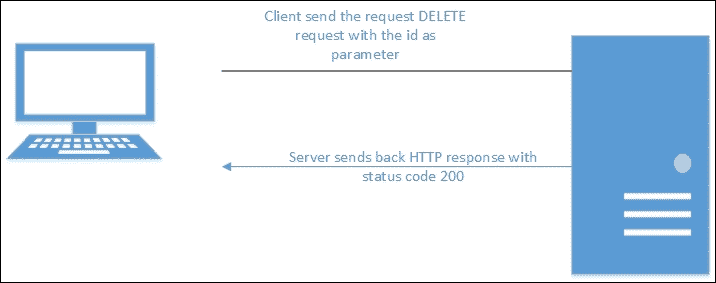 Client send the request DELETE
request with the id as
parameter
Server sends back HTTP response with
status code 200